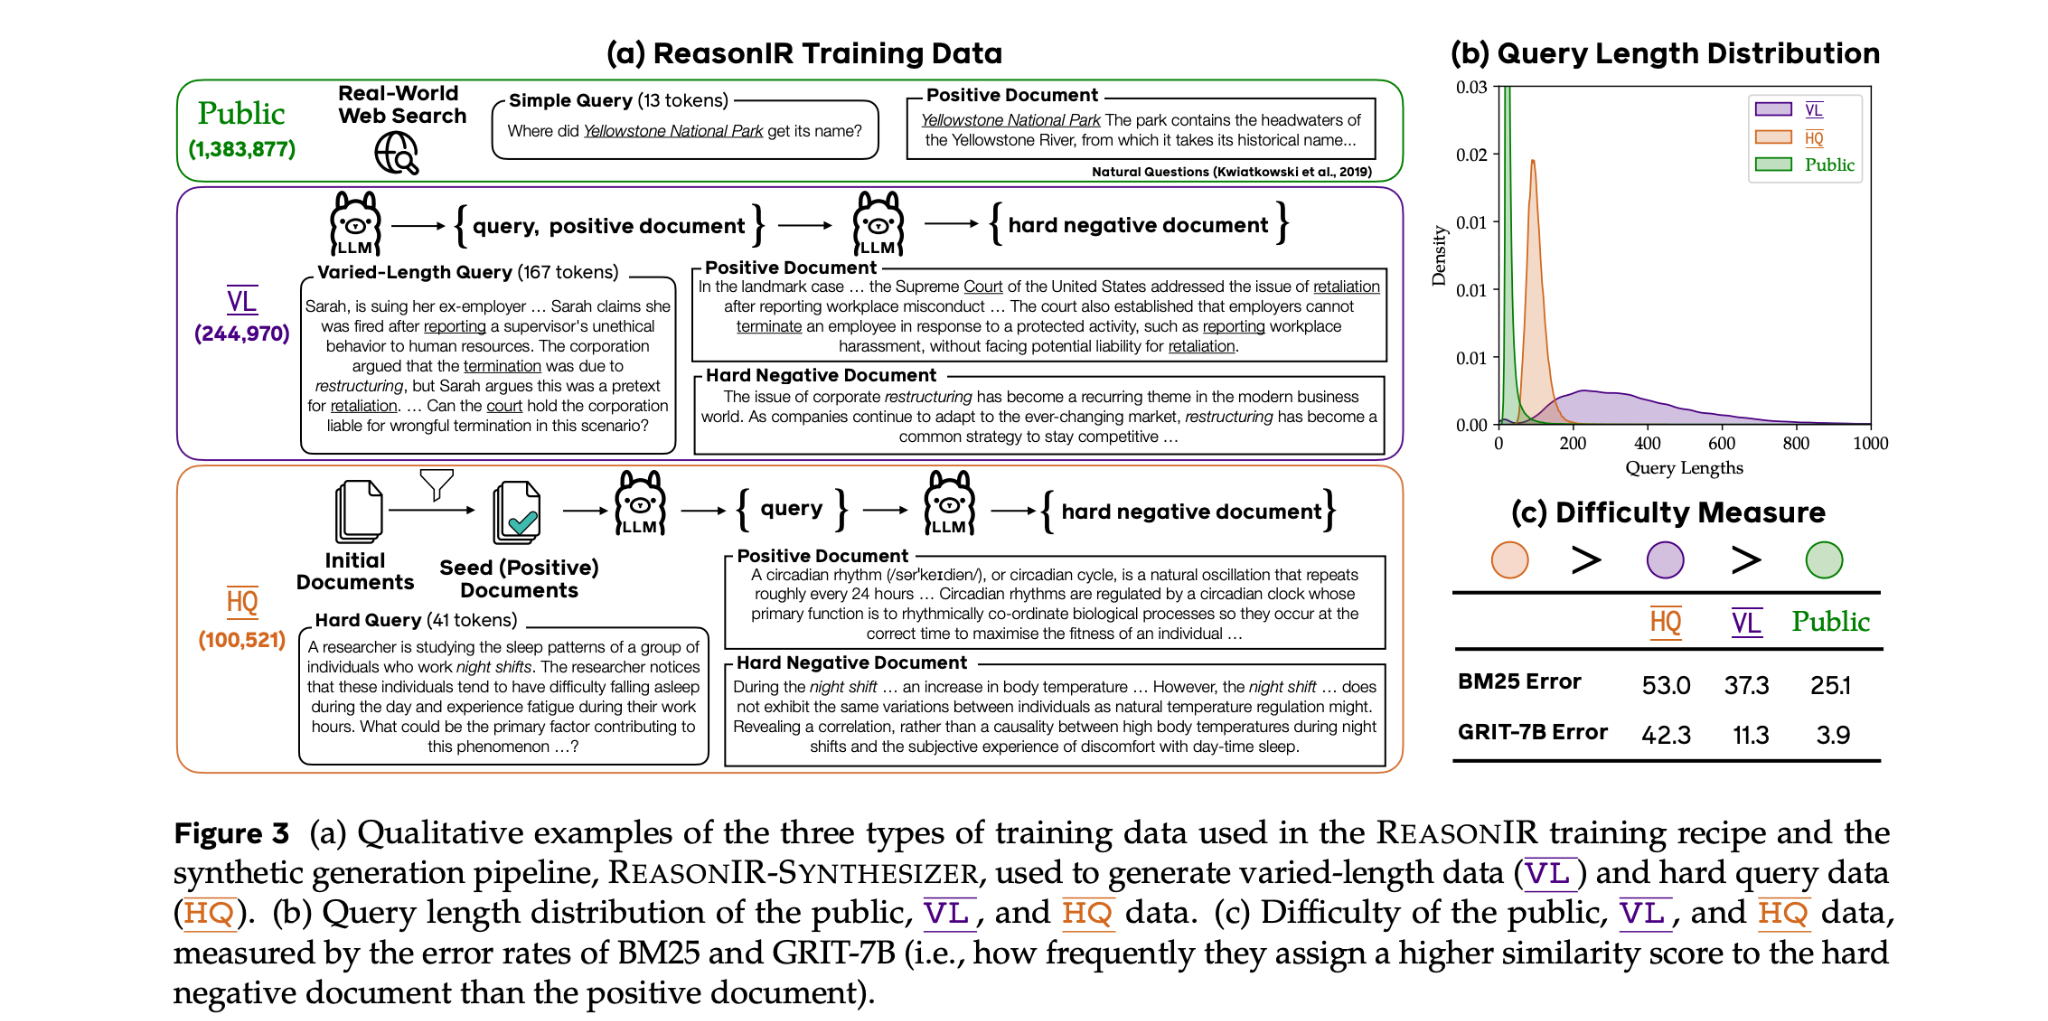 (a) ReasonIR Training Data
Public
(1,383,877)
Real-World
Web Search
Simple Query (13 tokens)
Where did Yellowstone National Park get its name?
Positive Document
Yellowstone National Park The park contains the headwaters of
the Yellowstone River, from which it takes its historical name...
Natural Questions (Kwiatkowski et al., 2019)
VL
(244,970)
LLM
{ query, positive document }
LLM
{ hard negative document }
Varied-Length Query (167 tokens)
Sarah, is suing her ex-employer … Sarah claims she
was fired after reporting a supervisor's unethical
behavior to human resources. The corporation
argued that the termination was due to
restructuring, but Sarah argues this was a pretext
for retaliation. … Can the court hold the corporation
liable for wrongful termination in this scenario?
Positive Document
In the landmark case … the Supreme Court of the United States addressed the issue of retaliation
after reporting workplace misconduct … The court also established that employers cannot
terminate an employee in response to a protected activity, such as reporting workplace
harassment, without facing potential liability for retaliation.
Hard Negative Document
The issue of corporate restructuring has become a recurring theme in the modern business
world. As companies continue to adapt to the ever-changing market, restructuring has become a
common strategy to stay competitive …
HQ
(100,521)
Initial
Documents
Seed (Positive)
Documents
LLM
{ query }
LLM
{ hard negative document }
Hard Query (41 tokens)
A researcher is studying the sleep patterns of a group of
individuals who work night shifts. The researcher notices
that these individuals tend to have difficulty falling asleep
during the day and experience fatigue during their work
hours. What could be the primary factor contributing to
this phenomenon …?
Positive Document
A circadian rhythm (/sərˈkeɪdiən/), or circadian cycle, is a natural oscillation that repeats
roughly every 24 hours … Circadian rhythms are regulated by a circadian clock whose
primary function is to rhythmically co-ordinate biological processes so they occur at the
correct time to maximise the fitness of an individual …
Hard Negative Document
During the night shift … an increase in body temperature … However, the night shift … does
not exhibit the same variations between individuals as natural temperature regulation might.
Revealing a correlation, rather than a causality between high body temperatures during night
shifts and the subjective experience of discomfort with day-time sleep.
(b) Query Length Distribution
0.03
0.02
0.01
0.01
0.01
0.00
Density
VL
HQ
Public
0 200 400 600 800 1000
Query Lengths
(c) Difficulty Measure
> >
HQ VL Public
BM25 Error 53.0 37.3 25.1
GRIT-7B Error 42.3 11.3 3.9
Figure 3 (a) Qualitative examples of the three types of training data used in the REASONIR training recipe and the
synthetic generation pipeline, REASONIR-SYNTHESIZER, used to generate varied-length data (VL) and hard query data
(HQ). (b) Query length distribution of the public, VL, and HQ data. (c) Difficulty of the public, VL, and HQ data,
measured by the error rates of BM25 and GRIT-7B (i.e., how frequently they assign a higher similarity score to the hard
negative document than the positive document).